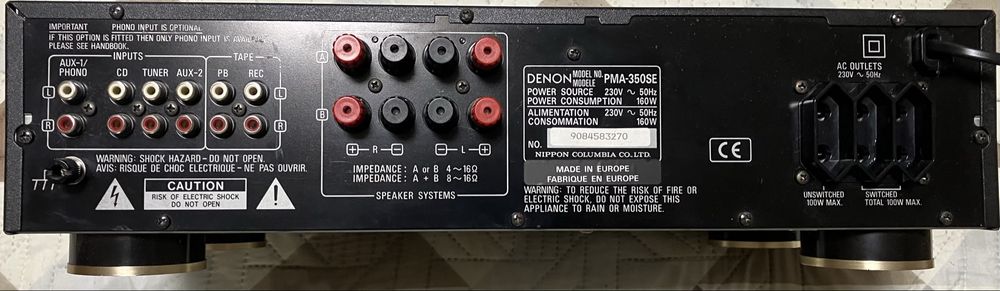 IMPORTANT PHONO INPUT IS OPTIONAL.
IF THIS OPTION IS FITTED THEN ONLY PHONO INPUT IS AVAILABLE.
PLEASE SEE HANDBOOK.
INPUTS TAPE
AUX-1/
PHONO CD TUNER AUX-2 PB REC
L L
R R
WARNING: SHOCK HAZARD - DO NOT OPEN.
AVIS: RISQUE DE CHOC ELECTRIQUE - NE PAS OUVRIR.
CAUTION
RISK OF ELECTRIC SHOCK
DO NOT OPEN
A
B
+ - R - - L - +
IMPEDANCE: A or B 4~16Ω
IMPEDANCE: A + B 8~16Ω
SPEAKER SYSTEMS
DENON MODEL NO. MODELE PMA-350SE
POWER SOURCE 230V ~ 50Hz
POWER CONSUMPTION 160W
ALIMENTATION 230V ~ 50Hz
CONSOMMATION 160W
NO. 9084583270
NIPPON COLUMBIA CO. LTD.
MADE IN EUROPE
FABRIQUE EN EUROPE
WARNING: TO REDUCE THE RISK OF FIRE OR
ELECTRIC SHOCK, DO NOT EXPOSE THIS
APPLIANCE TO RAIN OR MOISTURE.
CE
AC OUTLETS
230V ~ 50Hz
UNSWITCHED
100W MAX.
SWITCHED
TOTAL 100W MAX.